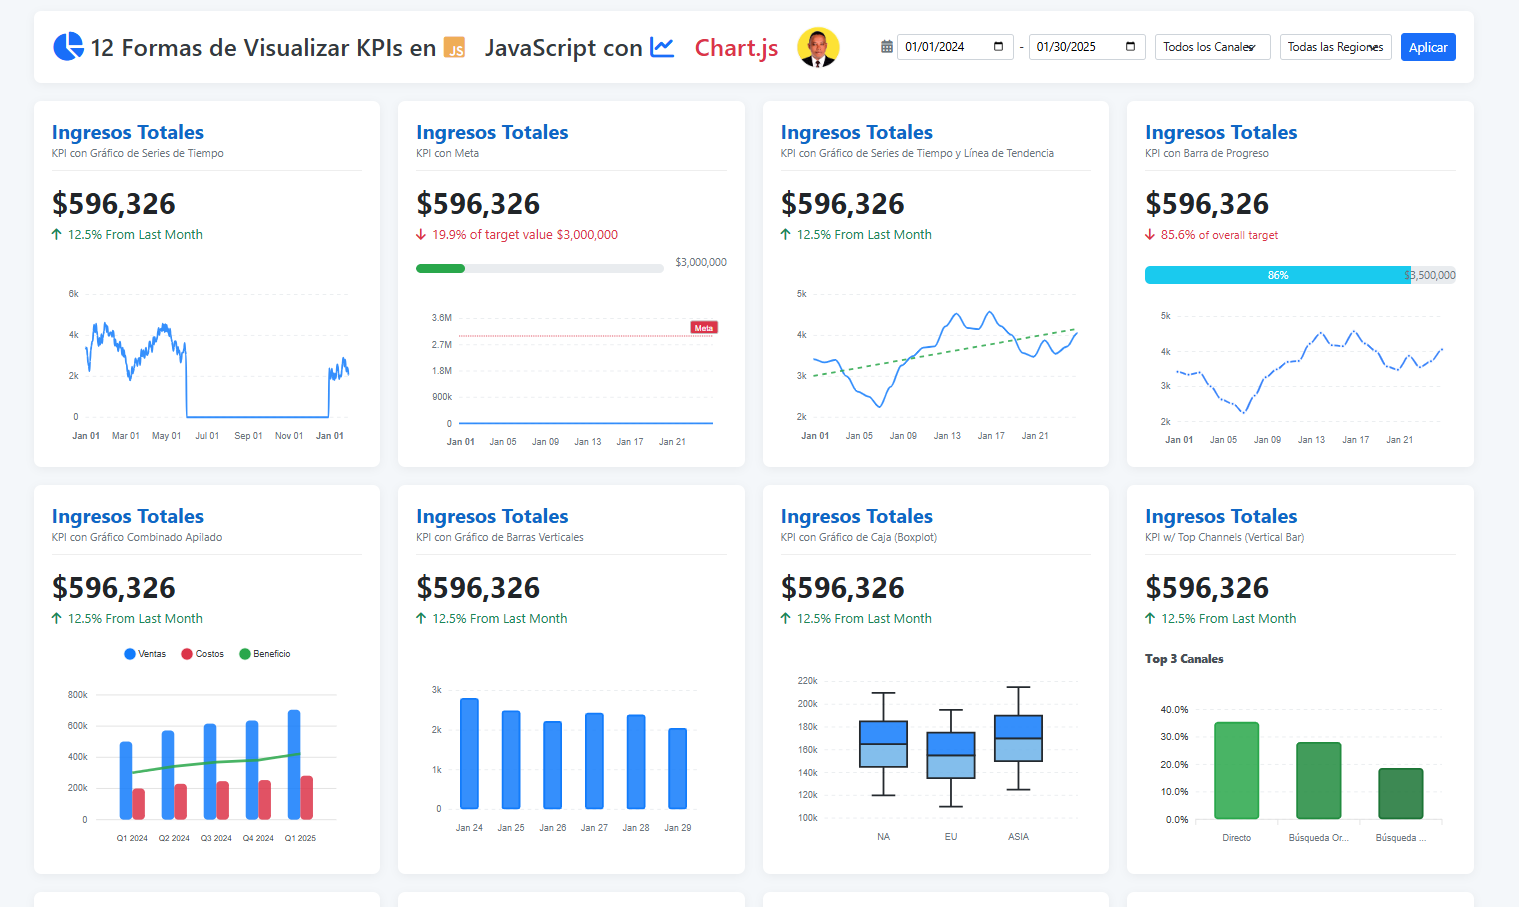 12 Formas de Visualizar KPIs en JS JavaScript con Chart.js
01/01/2024 - 01/30/2025 Todos los Canales Todas las Regiones Aplicar
Ingresos Totales
KPI con Gráfico de Series de Tiempo
$596,326
12.5% From Last Month
6k
4k
2k
0
Jan 01 Mar 01 May 01 Jul 01 Sep 01 Nov 01 Jan 01
Ingresos Totales
KPI con Meta
$596,326
19.9% of target value $3,000,000
$3,000,000
3.8M
Meta
2.7M
1.8M
900k
0
Jan 01 Jan 05 Jan 09 Jan 13 Jan 17 Jan 21
Ingresos Totales
KPI con Gráfico de Series de Tiempo y Línea de Tendencia
$596,326
12.5% From Last Month
5k
4k
3k
2k
Jan 01 Jan 05 Jan 09 Jan 13 Jan 17 Jan 21
Ingresos Totales
KPI con Barra de Progreso
$596,326
85.6% of overall target
86% $3,500,000
5k
4k
3k
2k
Jan 01 Jan 05 Jan 09 Jan 13 Jan 17 Jan 21
Ingresos Totales
KPI con Gráfico Combinado Apilado
$596,326
12.5% From Last Month
Ventas Costos Beneficio
800k
600k
400k
200k
0
Q1 2024 Q2 2024 Q3 2024 Q4 2024 Q1 2025
Ingresos Totales
KPI con Gráfico de Barras Verticales
$596,326
12.5% From Last Month
3k
2k
1k
0
Jan 24 Jan 25 Jan 26 Jan 27 Jan 28 Jan 29
Ingresos Totales
KPI con Gráfico de Caja (Boxplot)
$596,326
12.5% From Last Month
220k
200k
180k
160k
140k
120k
100k
NA EU ASIA
Ingresos Totales
KPI w/ Top Channels (Vertical Bar)
$596,326
12.5% From Last Month
Top 3 Canales
40.0%
30.0%
20.0%
10.0%
0.0%
Directo Búsqueda Or... Búsqueda ...